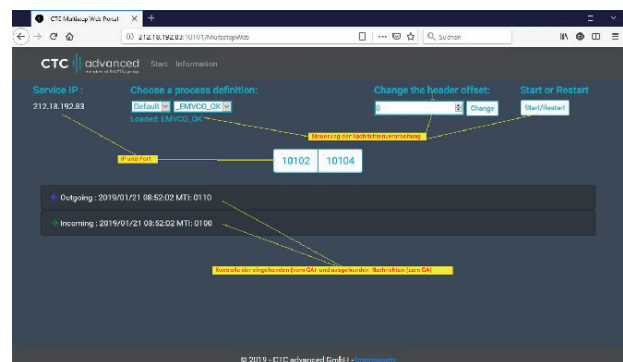 CTC Multistop Web Portal
212.18.192.83:10101/MultistopWeb
Suchen
CTC advanced Start Information
Service IP :
Choose a process definition:
Change the header offset:
Start or Restart
212.18.192.83
Default _EMVCO_OK
0
Change
Start/Restart
Loaded: EMVCO_OK
Steuerung der Nachrichtenverarbeitung
IP und Port
10102 10104
Outgoing : 2019/01/21 08:52:02 MTI: 0110
Incoming : 2019/01/21 08:52:02 MTI: 0100
Kontrolle der eingehenden (vom GA) und ausgehenden Nachrichten (zum GA)
© 2019 - CTC advanced GmbH - Impressum